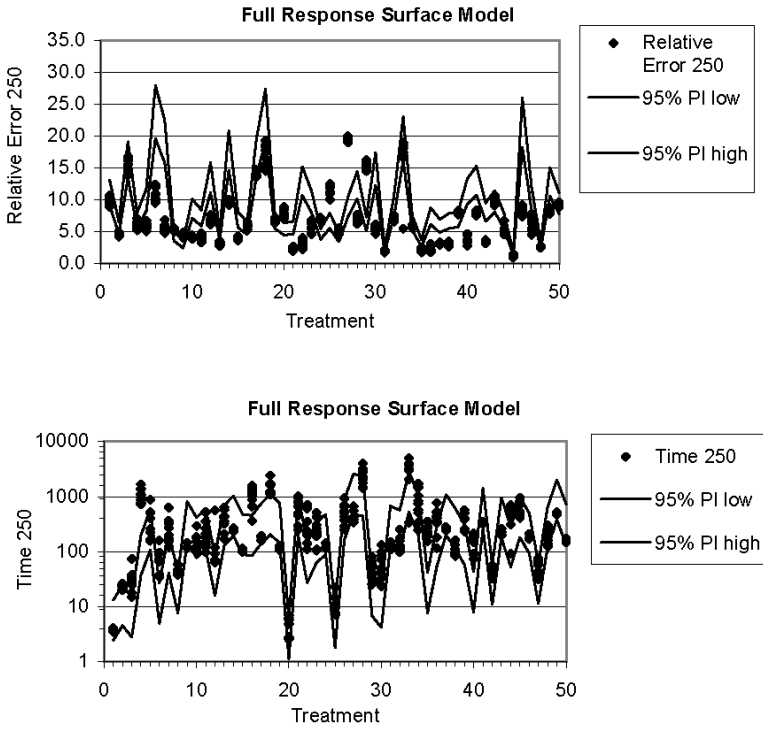 Full Response Surface Model
35.0
30.0
25.0
20.0
15.0
10.0
5.0
0.0
Relative Error 250
0 10 20 30 40 50
Treatment
Relative
Error 250
95% PI low
95% PI high
Full Response Surface Model
10000
1000
100
10
1
Time 250
0 10 20 30 40 50
Treatment
Time 250
95% PI low
95% PI high